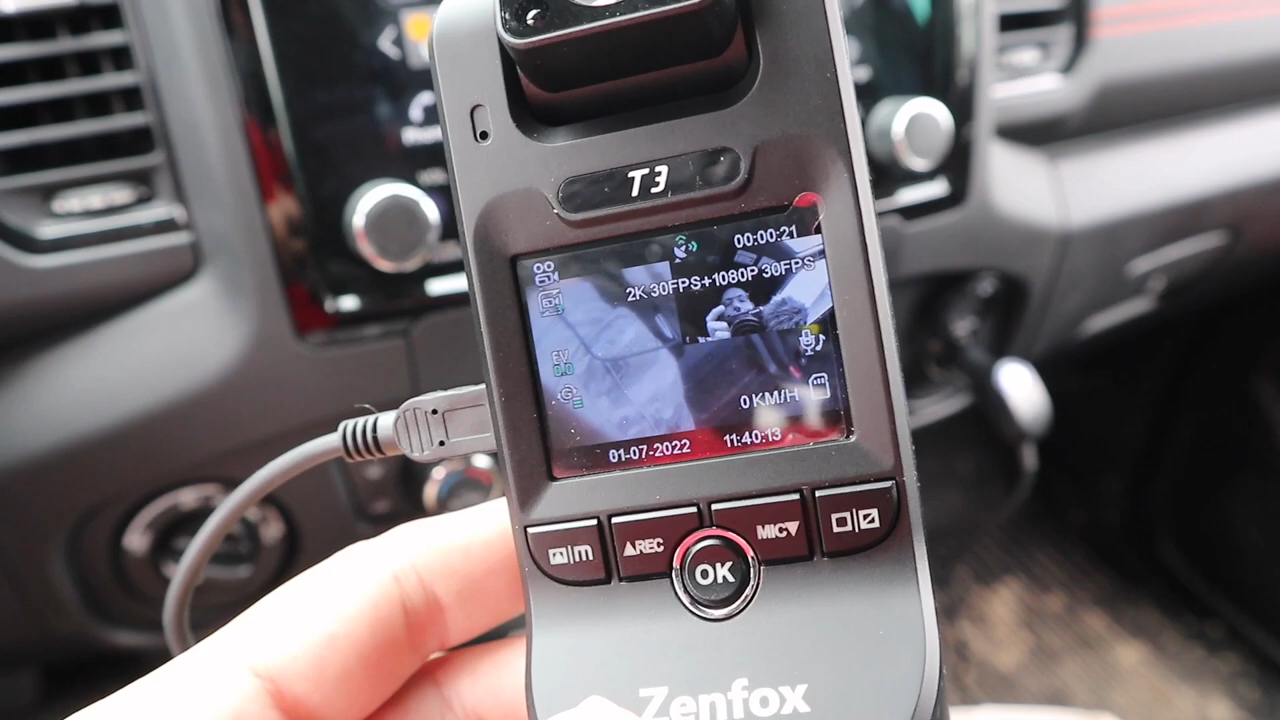 T3
00:00:21
2K 30FPS+1080P 30FPS
EV
0.0
G
0 KM/H
01-07-2022 11:40:13
m
▲REC
MIC▼
OK
Zenfox